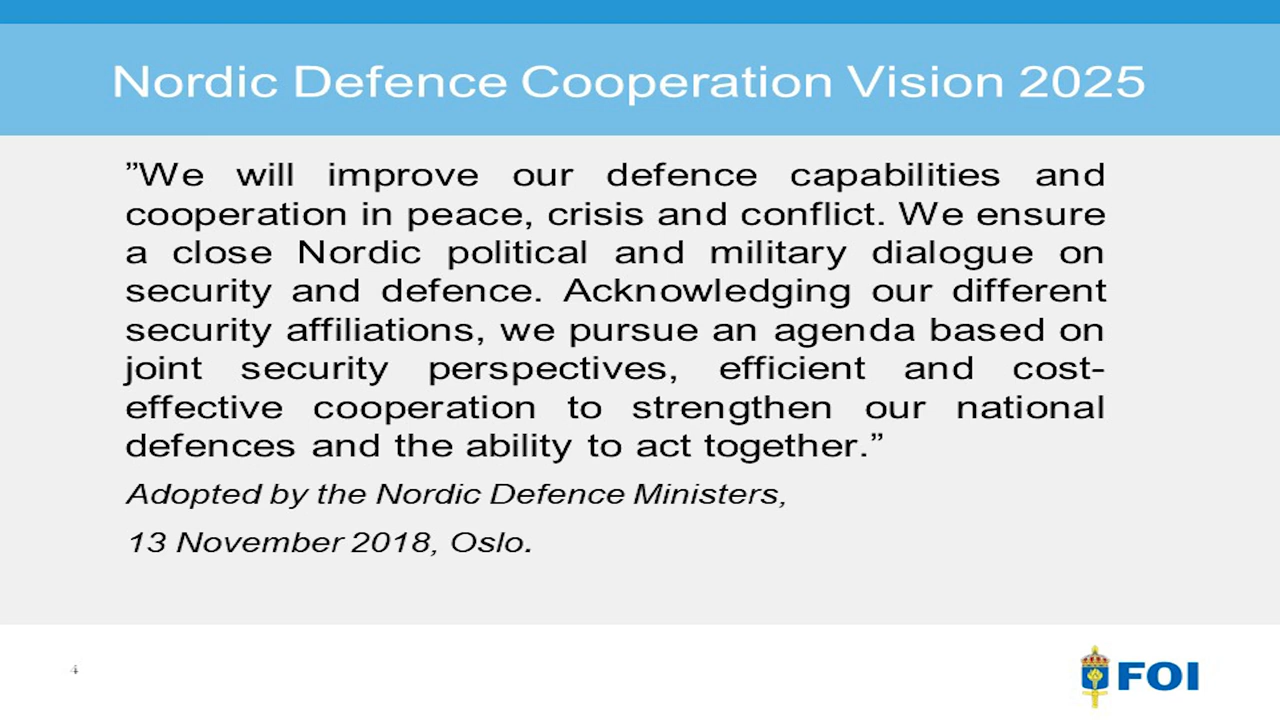 Nordic Defence Cooperation Vision 2025
”We will improve our defence capabilities and
cooperation in peace, crisis and conflict. We ensure
a close Nordic political and military dialogue on
security and defence. Acknowledging our different
security affiliations, we pursue an agenda based on
joint security perspectives, efficient and cost-
effective cooperation to strengthen our national
defences and the ability to act together.”
Adopted by the Nordic Defence Ministers,
13 November 2018, Oslo.
4
FOI